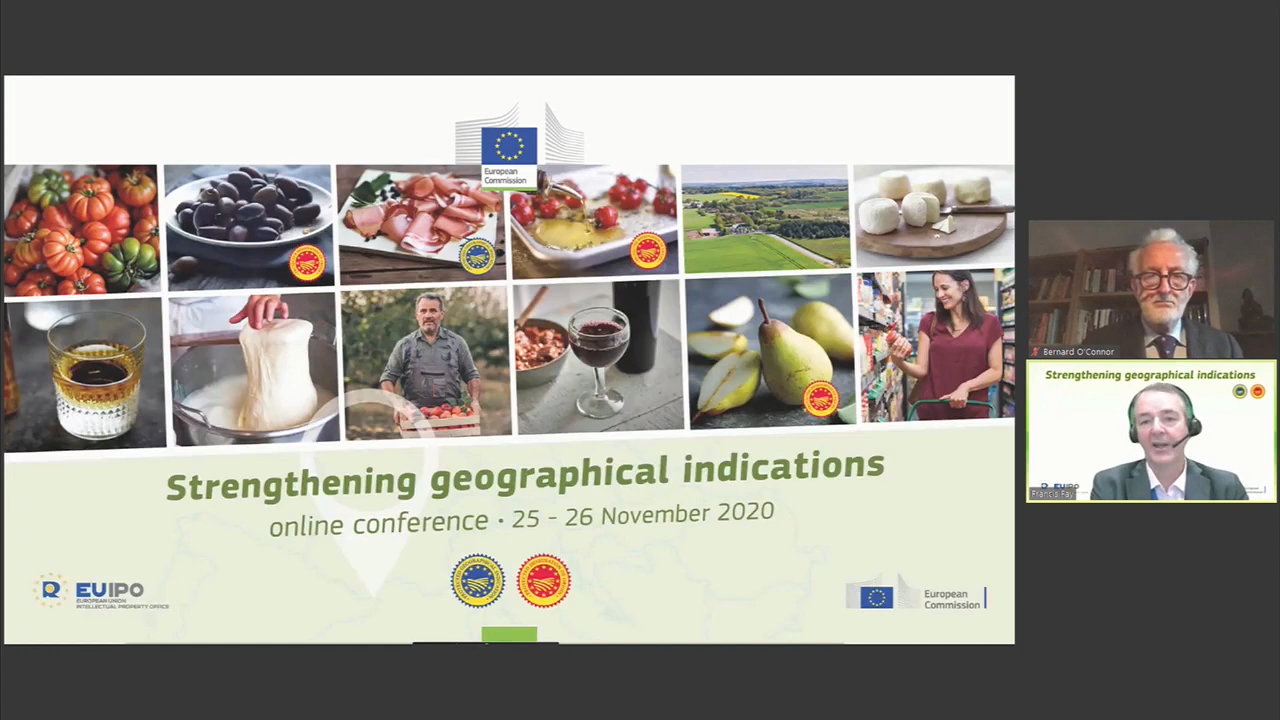 European
Commission
Strengthening geographical indications
online conference • 25 - 26 November 2020
EUIPO
EUROPEAN UNION
INTELLECTUAL PROPERTY OFFICE
European
Commission
Bernard O'Connor
Strengthening geographical indications
Francis Fay